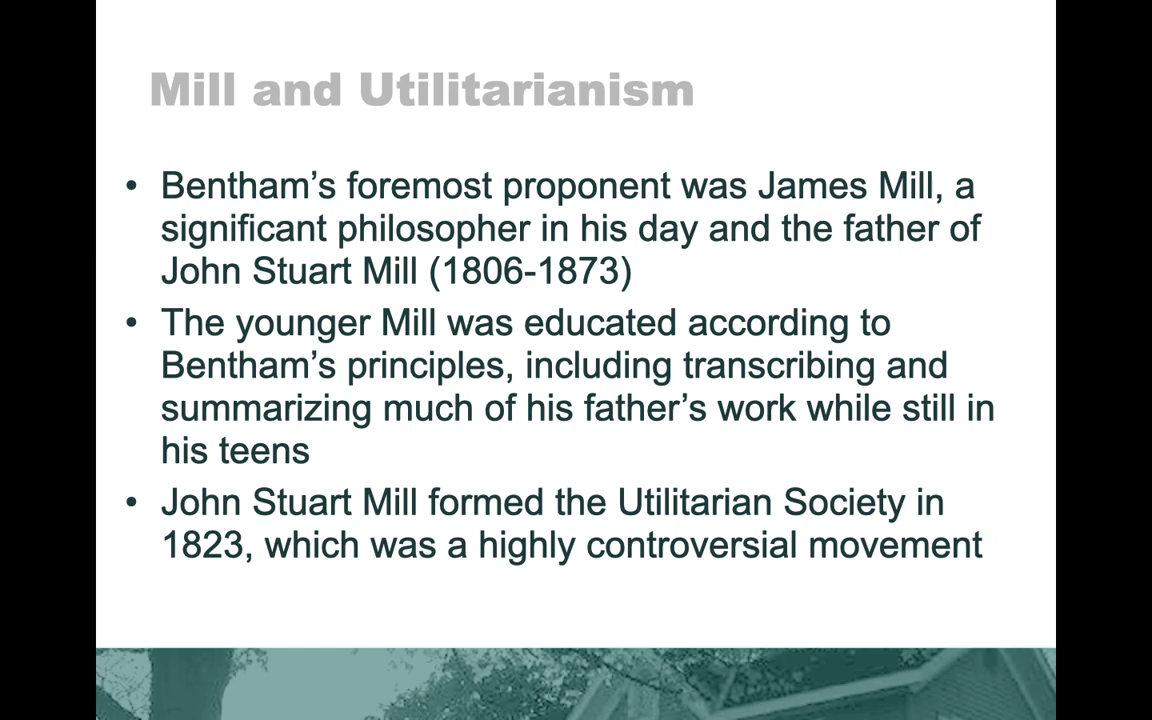 Mill and Utilitarianism
• Bentham’s foremost proponent was James Mill, a
significant philosopher in his day and the father of
John Stuart Mill (1806-1873)
• The younger Mill was educated according to
Bentham’s principles, including transcribing and
summarizing much of his father’s work while still in
his teens
• John Stuart Mill formed the Utilitarian Society in
1823, which was a highly controversial movement